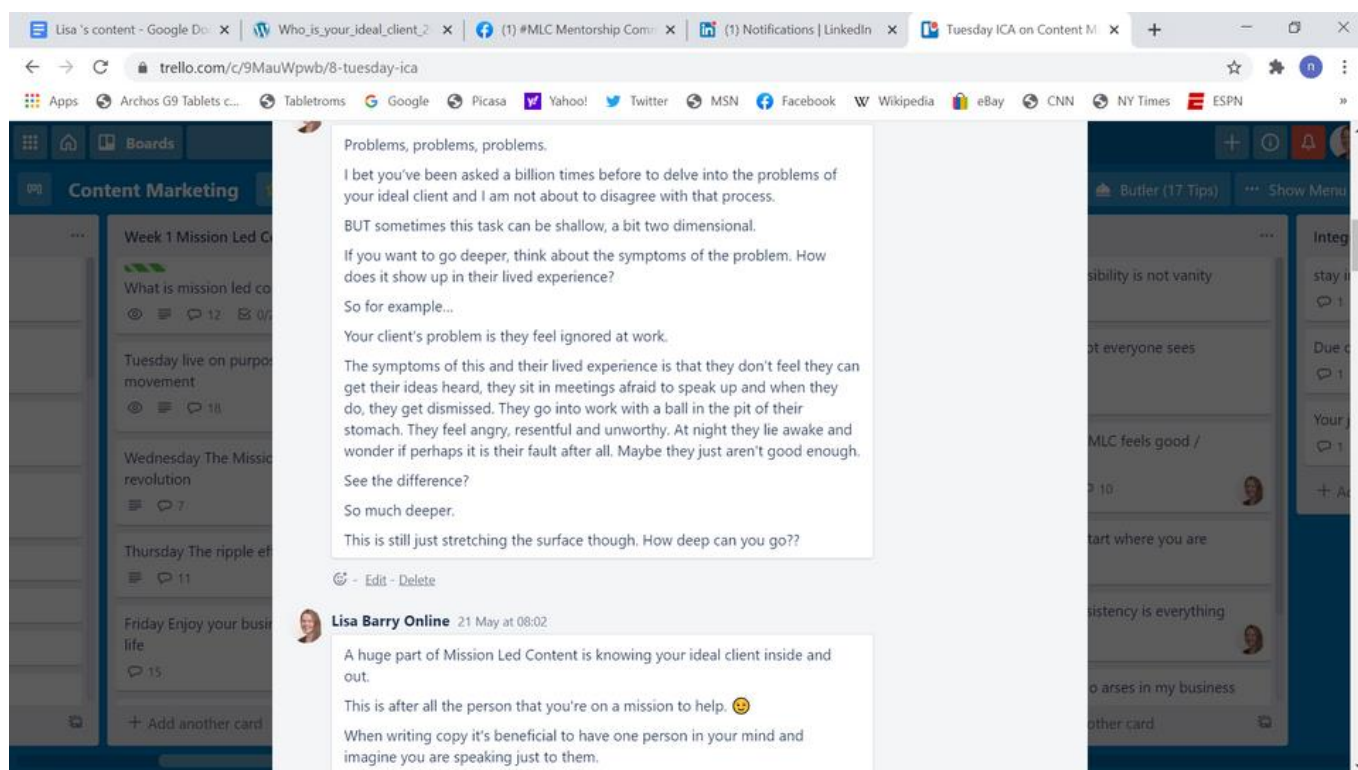 Lisa 's content - Google Do
Who_is_your_ideal_client_2
(1) #MLC Mentorship Com
(1) Notifications | LinkedIn
Tuesday ICA on Content M
trello.com/c/9MauWpwb/8-tuesday-ica
n
Apps
Archos G9 Tablets c...
Tabletroms
Google
Picasa
Yahoo!
Twitter
MSN
Facebook
Wikipedia
eBay
CNN
NY Times
ESPN
Boards
Content Marketing
Butler (17 Tips)
... Show Menu
Week 1 Mission Led C
What is mission led co
12 0/
Tuesday live on purpo
movement
18
Wednesday The Missio
revolution
7
Thursday The ripple ef
11
Friday Enjoy your busi
life
15
+ Add another card
Problems, problems, problems.
I bet you've been asked a billion times before to delve into the problems of
your ideal client and I am not about to disagree with that process.
BUT sometimes this task can be shallow, a bit two dimensional.
If you want to go deeper, think about the symptoms of the problem. How
does it show up in their lived experience?
So for example...
Your client's problem is they feel ignored at work.
The symptoms of this and their lived experience is that they don't feel they can
get their ideas heard, they sit in meetings afraid to speak up and when they
do, they get dismissed. They go into work with a ball in the pit of their
stomach. They feel angry, resentful and unworthy. At night they lie awake and
wonder if perhaps it is their fault after all. Maybe they just aren't good enough.
See the difference?
So much deeper.
This is still just stretching the surface though. How deep can you go??
- Edit - Delete
Lisa Barry Online 21 May at 08:02
A huge part of Mission Led Content is knowing your ideal client inside and
out.
This is after all the person that you're on a mission to help. 😉
When writing copy it's beneficial to have one person in your mind and
imagine you are speaking just to them.
sibility is not vanity
ot everyone sees
MLC feels good /
10
tart where you are
sistency is everything
o arses in my business
other card
Integ
stay i
1
Due c
1
Your
1
+ A